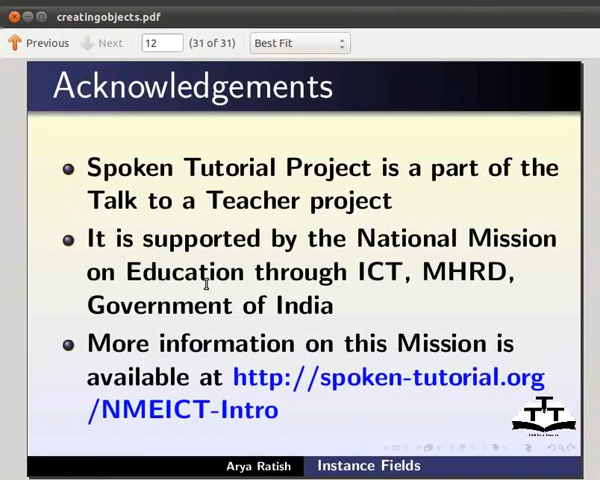 creatingobjects.pdf
Previous Next 12 (31 of 31) Best Fit
Acknowledgements
Spoken Tutorial Project is a part of the
Talk to a Teacher project
It is supported by the National Mission
on Education through ICT, MHRD,
Government of India
More information on this Mission is
available at http://spoken-tutorial.org
/NMEICT-Intro
Arya Ratish Instance Fields